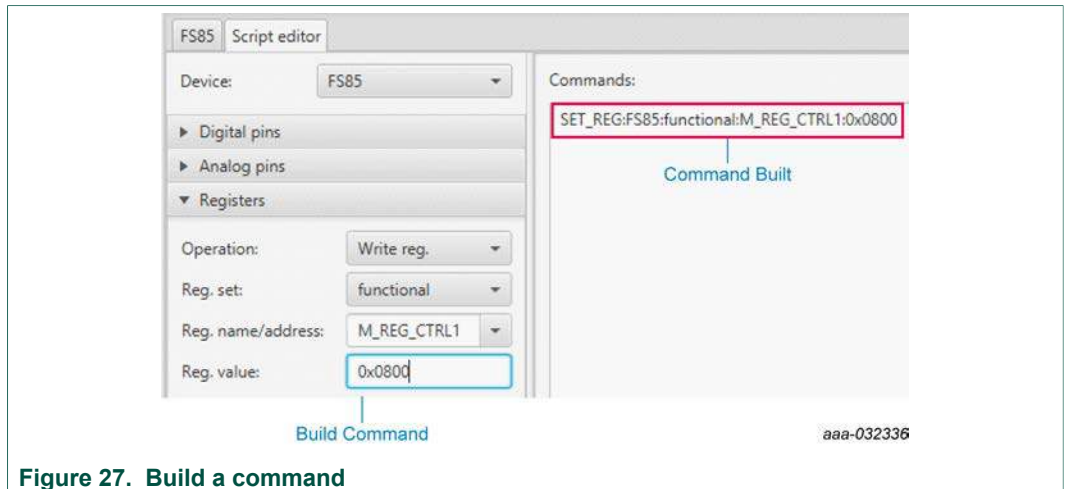 FS85 Script editor
Device: FS85
Digital pins
Analog pins
Registers
Operation: Write reg.
Reg. set: functional
Reg. name/address: M_REG_CTRL1
Reg. value: 0x0800
Build Command
Commands:
SET_REG:FS85:functional:M_REG_CTRL1:0x0800
Command Built
aaa-032336
Figure 27. Build a command